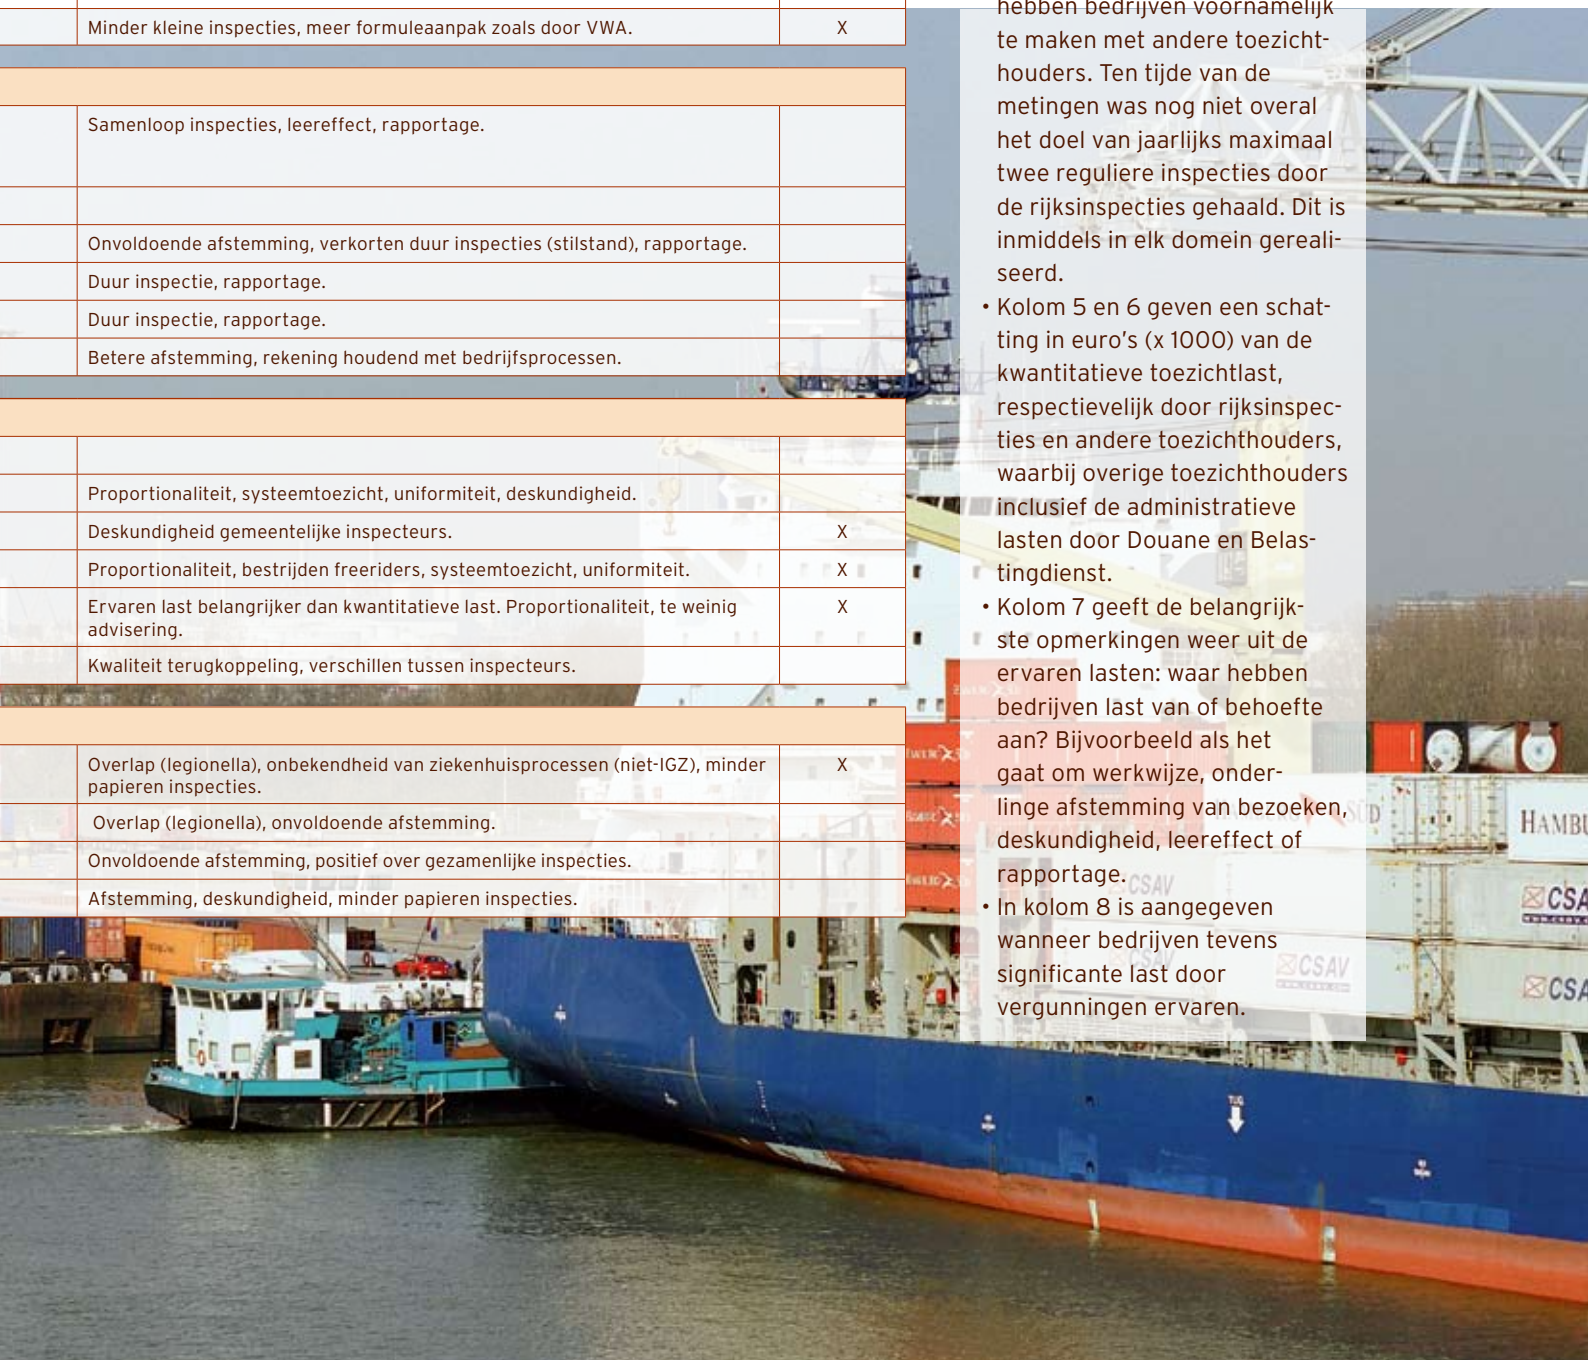 Minder kleine inspecties, meer formuleaanpak zoals door VWA. X
Samenloop inspecties, leereffect, rapportage.
Onvoldoende afstemming, verkorten duur inspecties (stilstand), rapportage.
Duur inspectie, rapportage.
Duur inspectie, rapportage.
Betere afstemming, rekening houdend met bedrijfsprocessen.
Proportionaliteit, systeemtoezicht, uniformiteit, deskundigheid.
Deskundigheid gemeentelijke inspecteurs. X
Proportionaliteit, bestrijden freeriders, systeemtoezicht, uniformiteit. X
Ervaren last belangrijker dan kwantitatieve last. Proportionaliteit, te weinig X
advisering.
Kwaliteit terugkoppeling, verschillen tussen inspecteurs.
Overlap (legionella), onbekendheid van ziekenhuisprocessen (niet-IGZ), minder X
papieren inspecties.
Overlap (legionella), onvoldoende afstemming.
Onvoldoende afstemming, positief over gezamenlijke inspecties.
Afstemming, deskundigheid, minder papieren inspecties.
hebben bedrijven voornamelijk
te maken met andere toezicht-
houders. Ten tijde van de
metingen was nog niet overal
het doel van jaarlijks maximaal
twee reguliere inspecties door
de rijksinspecties gehaald. Dit is
inmiddels in elk domein gereali-
seerd.
• Kolom 5 en 6 geven een schat-
ting in euro's (x 1000) van de
kwantitatieve toezichtlast,
respectievelijk door rijksinspec-
ties en andere toezichthouders,
waarbij overige toezichthouders
inclusief de administratieve
lasten door Douane en Belas-
tingdienst.
• Kolom 7 geeft de belangrijk-
ste opmerkingen weer uit de
ervaren lasten: waar hebben
bedrijven last van of behoefte
aan? Bijvoorbeeld als het
gaat om werkwijze, onder-
linge afstemming van bezoeken,
deskundigheid, leereffect of
rapportage.
• In kolom 8 is aangegeven
wanneer bedrijven tevens
significante last door
vergunningen ervaren.
HAMBU
SÜD
CSAV
CSA
CSAV
CSA
TUG